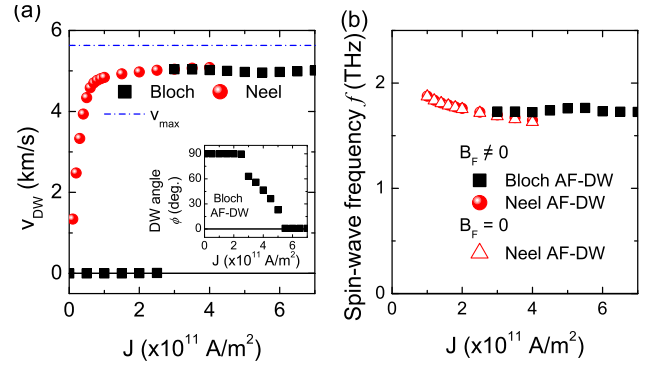 (a)
6
4
2
0
v_DW (km/s)
Bloch Neel
v_max
DW angle
ϕ (deg.)
90
60
30
0
Bloch
AF-DW
0 2 4 6
J (x10^11 A/m^2)
0 2 4 6
J (x10^11 A/m^2)
(b)
Spin-wave frequency f (THz)
2
1
0
B_F ≠ 0
Bloch AF-DW
Neel AF-DW
B_F = 0
Neel AF-DW
0 2 4 6
J (x10^11 A/m^2)